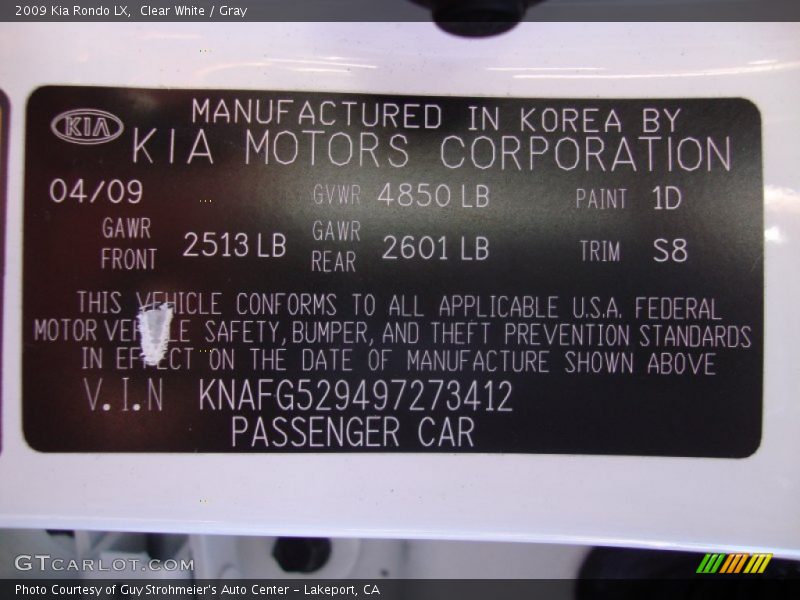 2009 Kia Rondo LX,  Clear White / Gray
KIA
MANUFACTURED IN KOREA BY
KIA MOTORS CORPORATION
04/09 GVWR 4850 LB PAINT 1D
GAWR FRONT 2513 LB GAWR REAR 2601 LB TRIM S8
THIS VEHICLE CONFORMS TO ALL APPLICABLE U.S.A. FEDERAL
MOTOR VEHICLE SAFETY, BUMPER, AND THEFT PREVENTION STANDARDS
IN EFFECT ON THE DATE OF MANUFACTURE SHOWN ABOVE
V.I.N KNAFG529497273412
PASSENGER CAR
GTCARLOT.COM
Photo Courtesy of Guy Strohmeier's Auto Center – Lakeport, CA